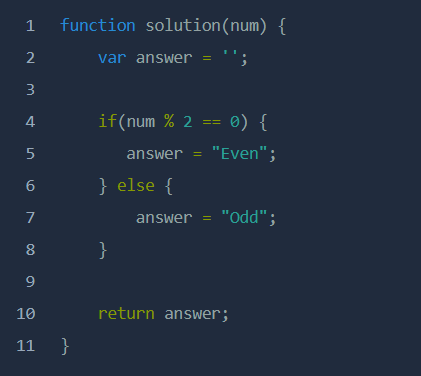 1 function solution(num) {
2 var answer = '';
3
4 if(num % 2 == 0) {
5 answer = "Even";
6 } else {
7 answer = "Odd";
8 }
9
10 return answer;
11 }